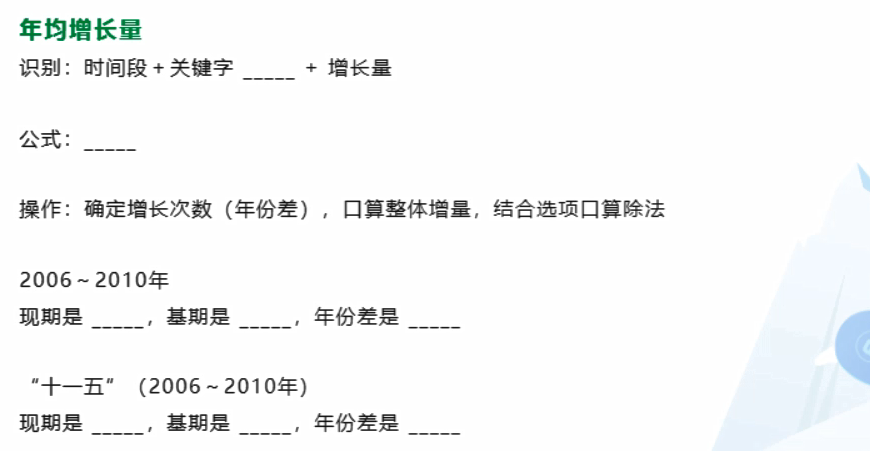 年均增长量
识别：时间段＋关键字 _____ ＋ 增长量
公式：_____
操作：确定增长次数（年份差），口算整体增量，结合选项口算除法
2006～2010年
现期是 _____，基期是 _____，年份差是 _____
“十一五”（2006～2010年）
现期是 _____，基期是 _____，年份差是 _____